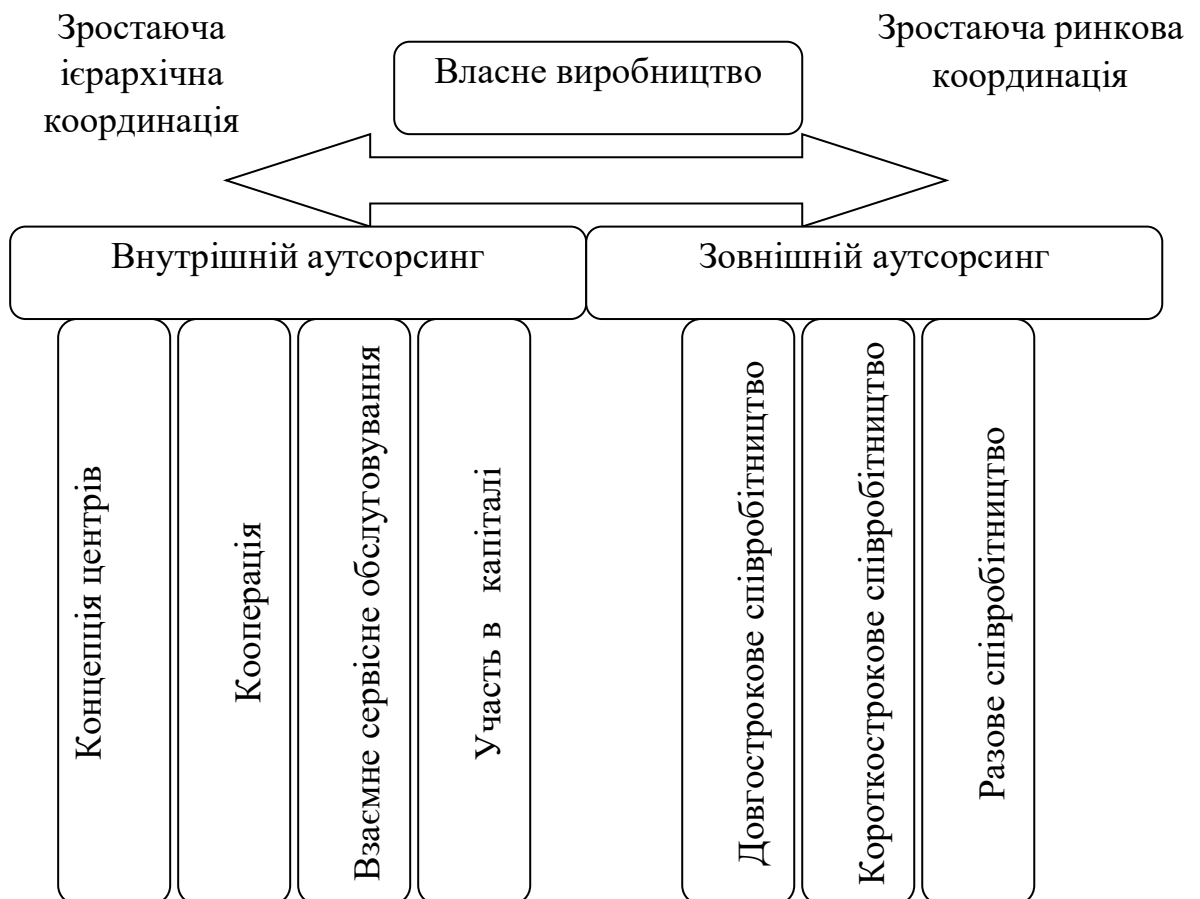 Зростаюча
ієрархічна
координація
Власне виробництво
Зростаюча ринкова
координація
Внутрішній аутсорсинг
Зовнішній аутсорсинг
Концепція центрів
Кооперація
Взаємне сервісне обслуговування
Участь в капіталі
Довгострокове співробітництво
Короткострокове співробітництво
Разове співробітництво